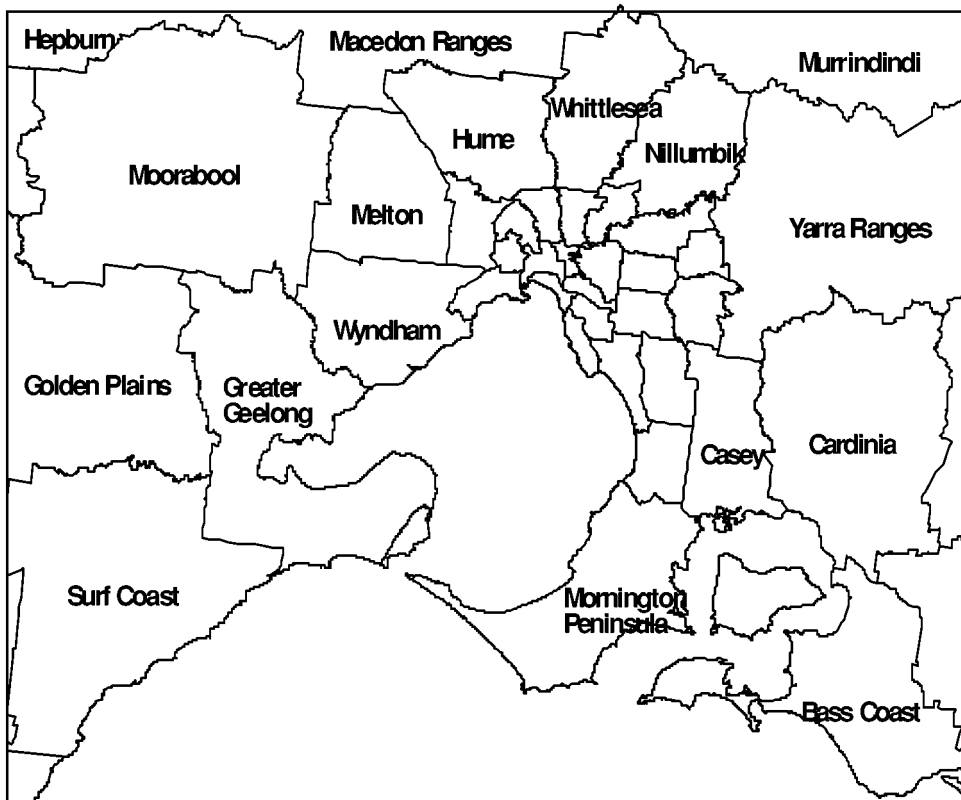 Hepburn
Macedon Ranges
Murrindindi
Whittlesea
Hume
Nillumbik
Moorabool
Melton
Yarra Ranges
Wyndham
Golden Plains
Greater
Geelong
Casey
Cardinia
Surf Coast
Mornington
Peninsula
Bass Coast